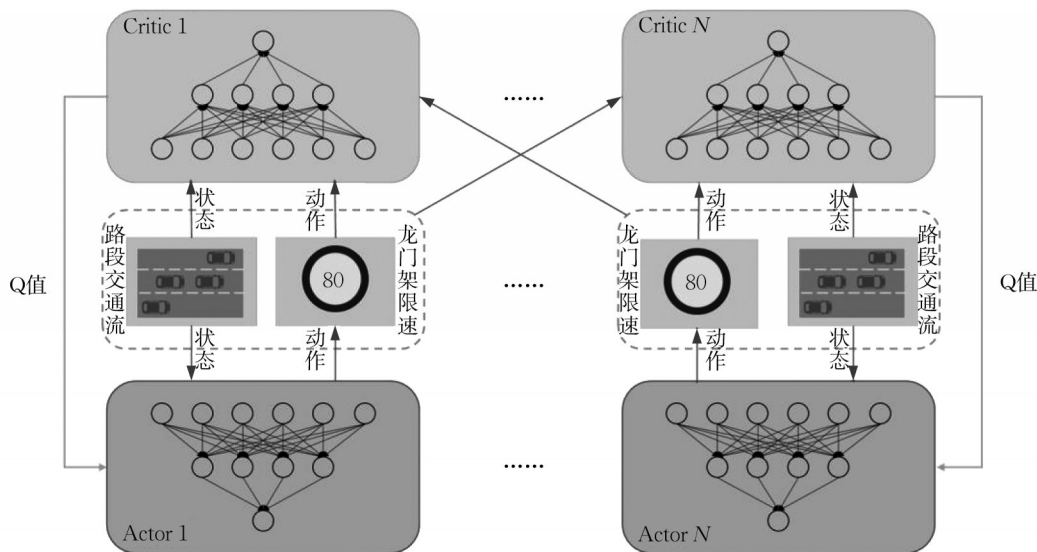 Critic 1
Critic N
……
状态
动作
动作
状态
路段交通流
龙门架限速
龙门架限速
路段交通流
80
80
Q值
……
Q值
状态
动作
动作
状态
……
Actor 1
Actor N